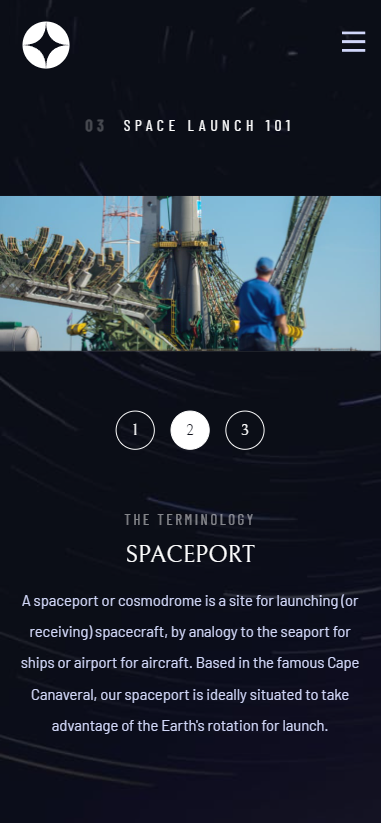 03 SPACE LAUNCH 101
1 2 3
THE TERMINOLOGY
SPACEPORT
A spaceport or cosmodrome is a site for launching (or
receiving) spacecraft, by analogy to the seaport for
ships or airport for aircraft. Based in the famous Cape
Canaveral, our spaceport is ideally situated to take
advantage of the Earth's rotation for launch.